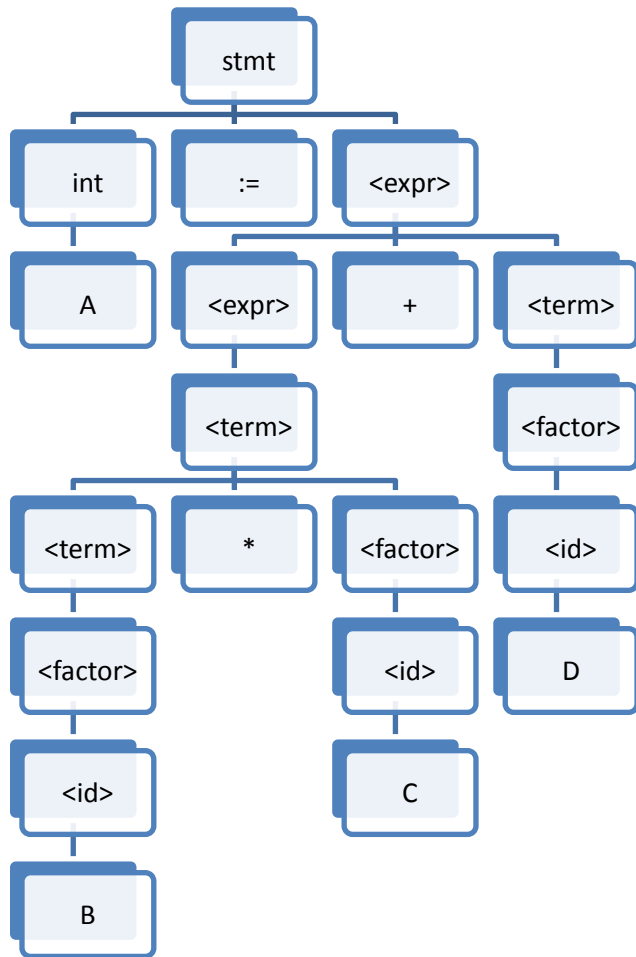 stmt
int := <expr>
A <expr> + <term>
<term> <factor>
<term> * <factor> <id>
<factor> <id> D
<id> C
B